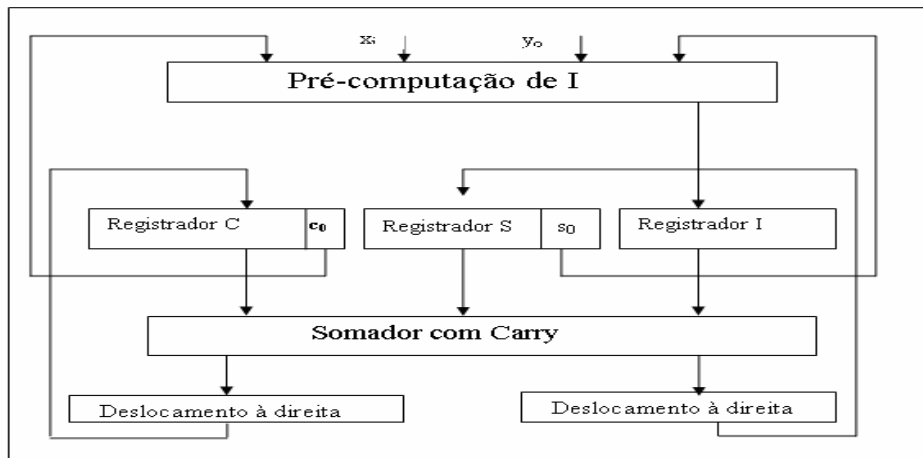 xᵢ yₒ
Pré-computação de I
Registrador C c₀ Registrador S s₀ Registrador I
Somador com Carry
Deslocamento à direita Deslocamento à direita